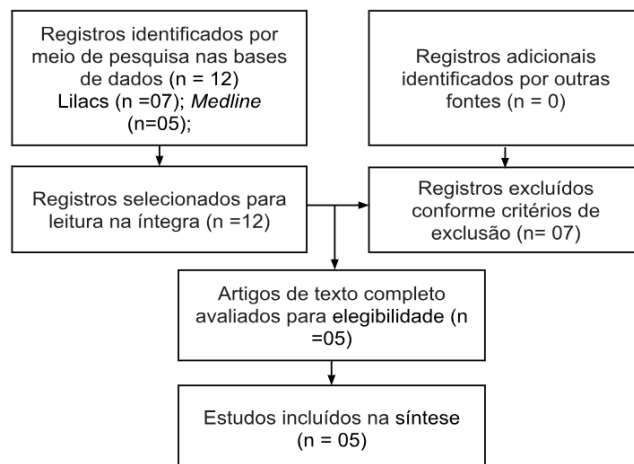 Registros identificados por
meio de pesquisa nas bases
de dados (n = 12)
Lilacs (n =07); Medline
(n=05);
Registros adicionais
identificados por outras
fontes (n = 0)
Registros selecionados para
leitura na íntegra (n =12)
Registros excluídos
conforme critérios de
exclusão (n= 07)
Artigos de texto completo
avaliados para elegibilidade (n
=05)
Estudos incluídos na síntese
(n = 05)